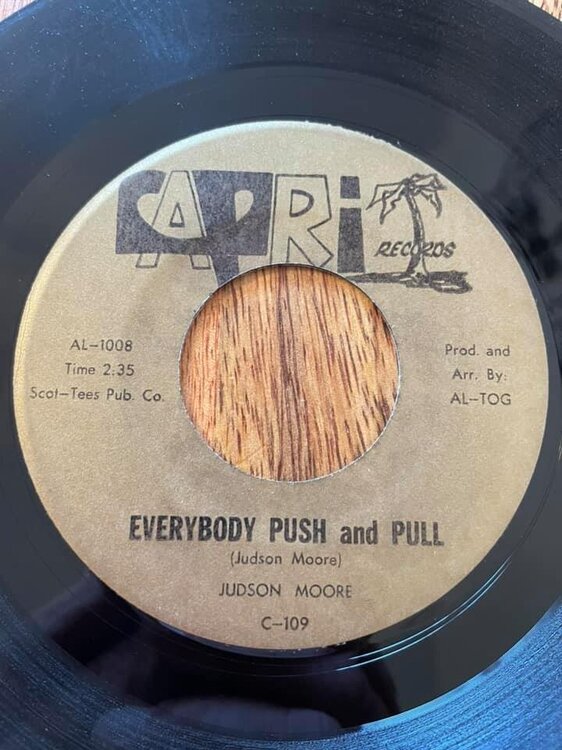 CAPRI
RECORDS
AL-1008
Time 2:35
Scot-Tees Pub. Co.
Prod. and
Arr. By:
AL-TOG
EVERYBODY PUSH and PULL
(Judson Moore)
JUDSON MOORE
C-109